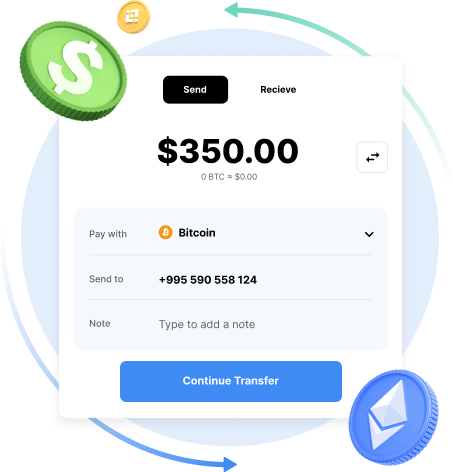 Send
Recieve
$350.00
0 BTC ≈ $0.00
Pay with
Bitcoin
Send to
+995 590 558 124
Note
Type to add a note
Continue Transfer